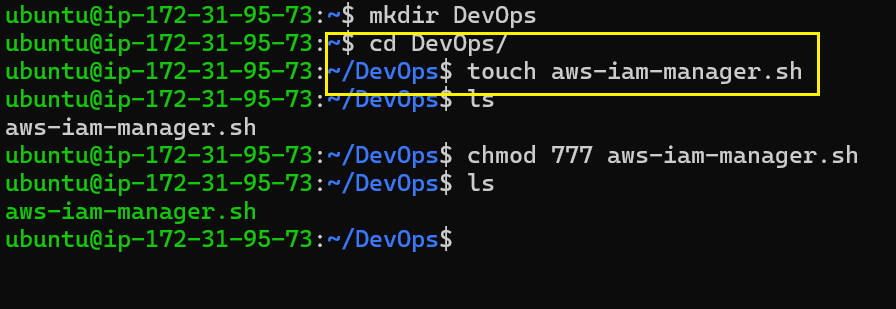 ubuntu@ip-172-31-95-73:~$ mkdir DevOps
ubuntu@ip-172-31-95-73:~$ cd DevOps/
ubuntu@ip-172-31-95-73:~/DevOps$ touch aws-iam-manager.sh
ubuntu@ip-172-31-95-73:~/DevOps$ ls
aws-iam-manager.sh
ubuntu@ip-172-31-95-73:~/DevOps$ chmod 777 aws-iam-manager.sh
ubuntu@ip-172-31-95-73:~/DevOps$ ls
aws-iam-manager.sh
ubuntu@ip-172-31-95-73:~/DevOps$